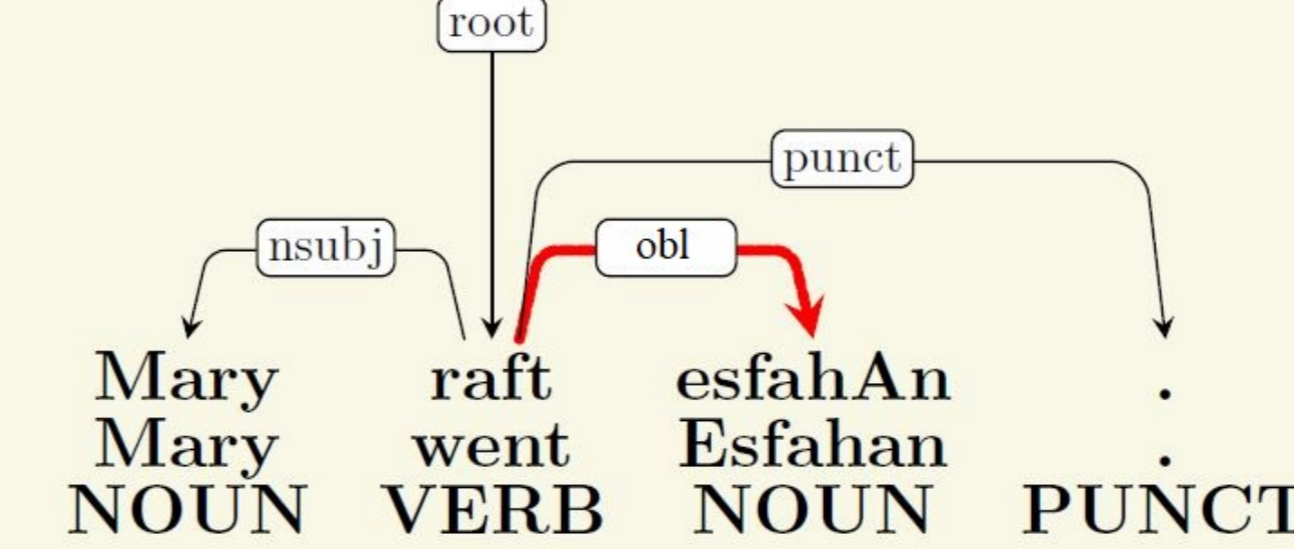 root
punct
nsubj obl
Mary raft esfahAn .
Mary went Esfahan .
NOUN VERB NOUN PUNCT